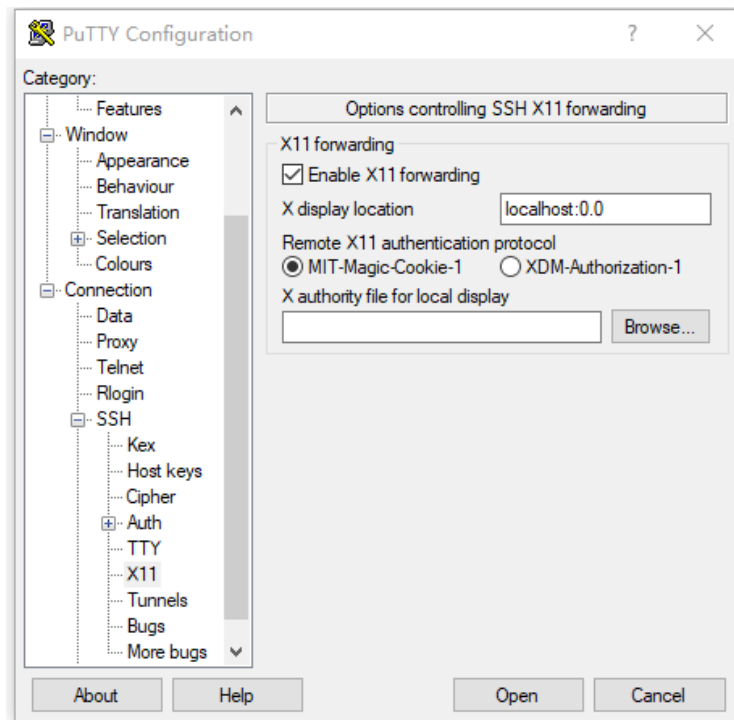 PuTTY Configuration
Category:
Features
Window
Appearance
Behaviour
Translation
Selection
Colours
Connection
Data
Proxy
Telnet
Rlogin
SSH
Kex
Host keys
Cipher
Auth
TTY
X11
Tunnels
Bugs
More bugs
Options controlling SSH X11 forwarding
X11 forwarding
Enable X11 forwarding
X display location localhost:0.0
Remote X11 authentication protocol
MIT-Magic-Cookie-1 XDM-Authorization-1
X authority file for local display
Browse...
About Help Open Cancel